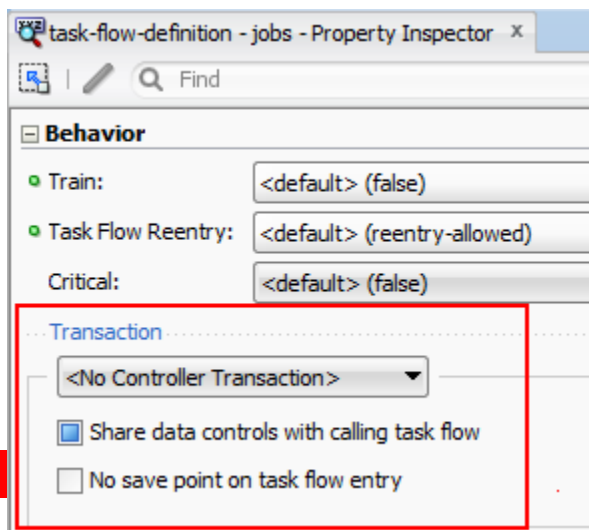 task-flow-definition - jobs - Property Inspector x
Find
Behavior
Train: <default> (false)
Task Flow Reentry: <default> (reentry-allowed)
Critical: <default> (false)
Transaction
<No Controller Transaction>
Share data controls with calling task flow
No save point on task flow entry